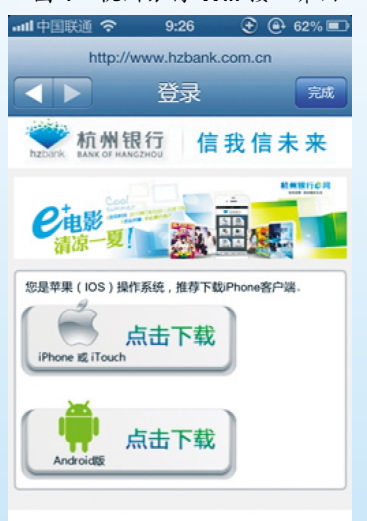 中国联通 9:26 62%
http://www.hzbank.com.cn
登录 完成
hzbank 杭州银行 信我信未来
BANK OF HANGZHOU
杭州银行e网
Cool
e+电影
清凉一夏!
您是苹果(IOS)操作系统,推荐下载iPhone客户端。
点击下载
iPhone 或 iTouch
点击下载
Android版